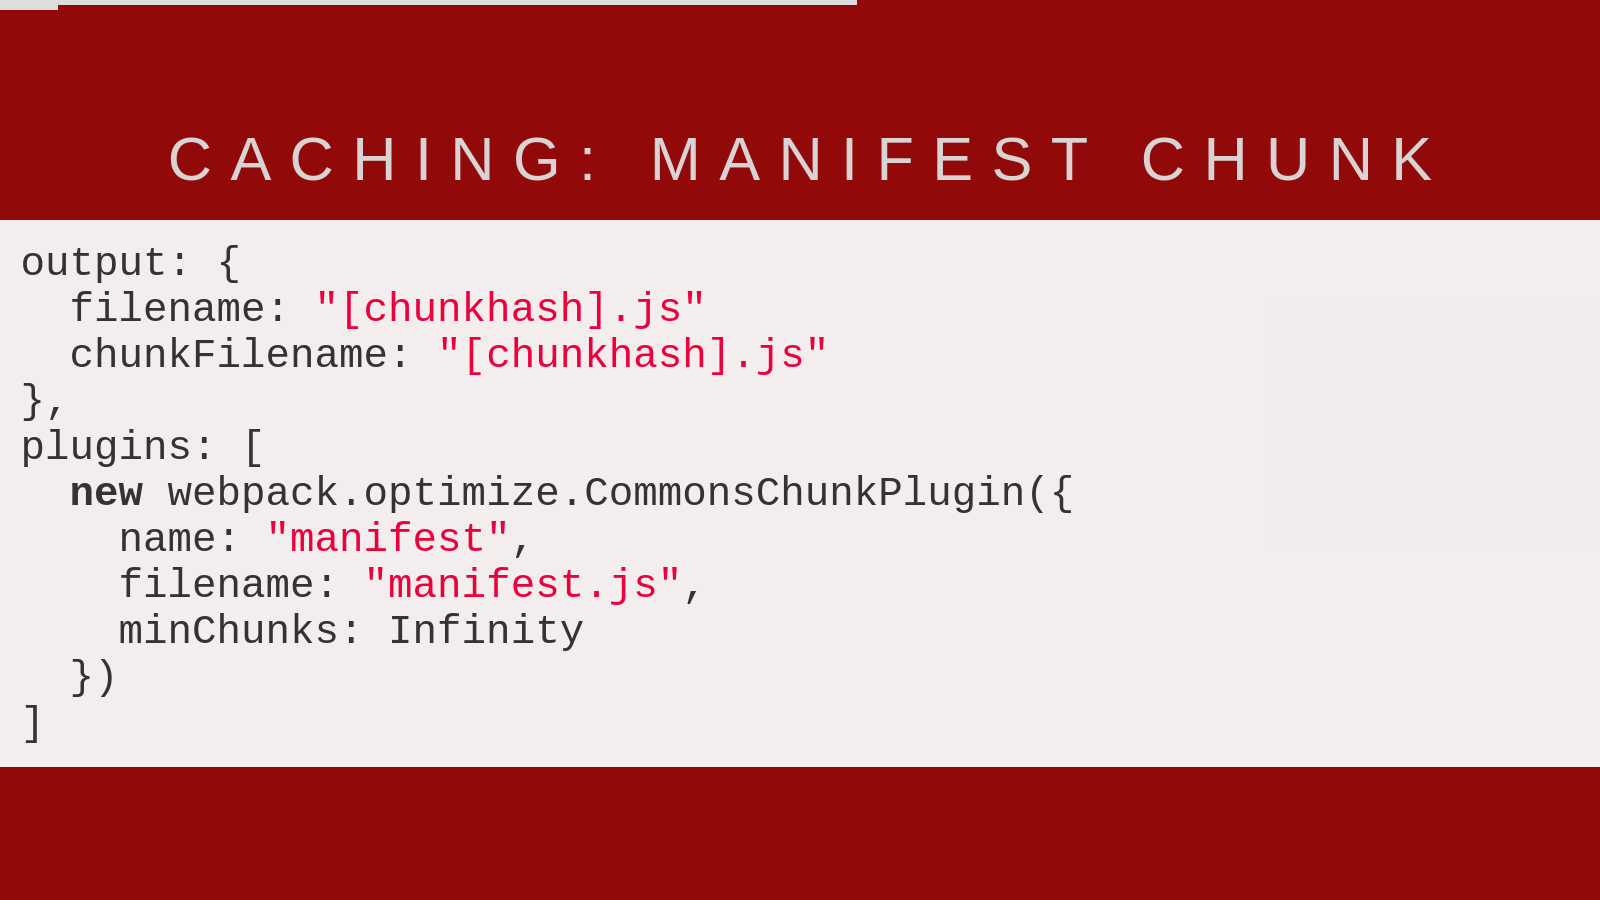 CACHING: MANIFEST CHUNK
output: {
  filename: "[chunkhash].js"
  chunkFilename: "[chunkhash].js"
},
plugins: [
  new webpack.optimize.CommonsChunkPlugin({
    name: "manifest",
    filename: "manifest.js",
    minChunks: Infinity
  })
]